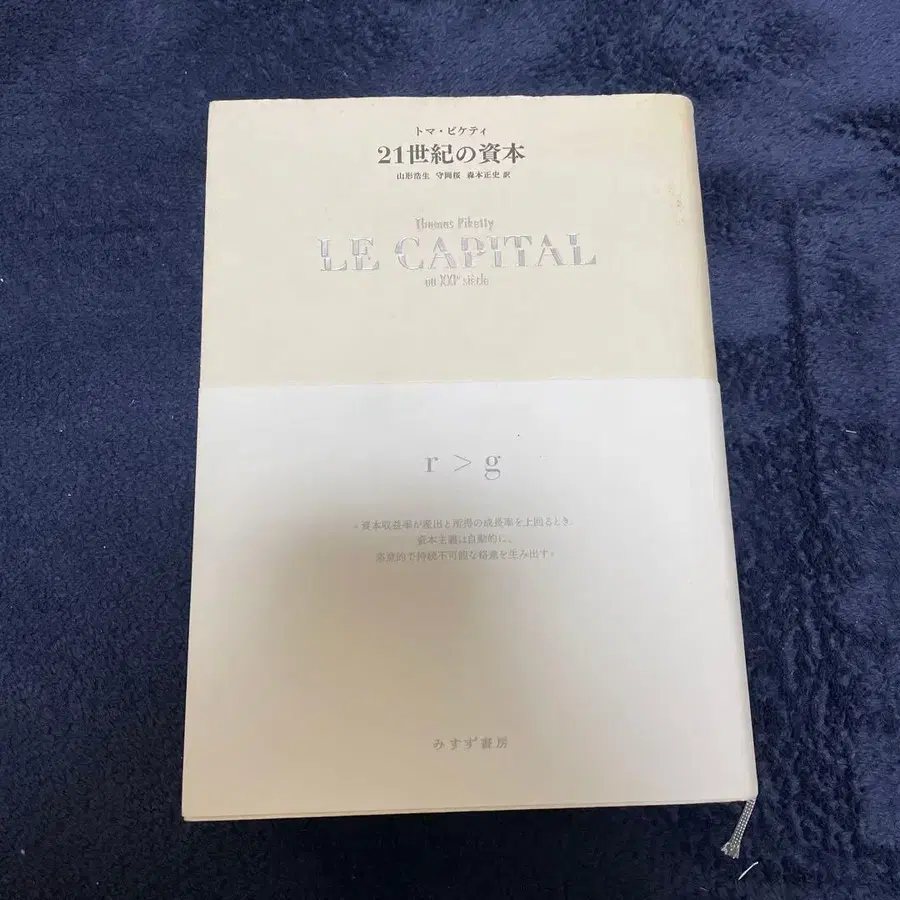 トマ・ピケティ
21世紀の資本
山形浩生 守岡桜 森本正史 訳
Thomas Piketty
LE CAPITAL
au XXIe siècle
r > g
« 資本収益率が産出と所得の成長率を上回るとき、
資本主義は自動的に、
恣意的で持続不可能な格差を生み出す »
みすず書房